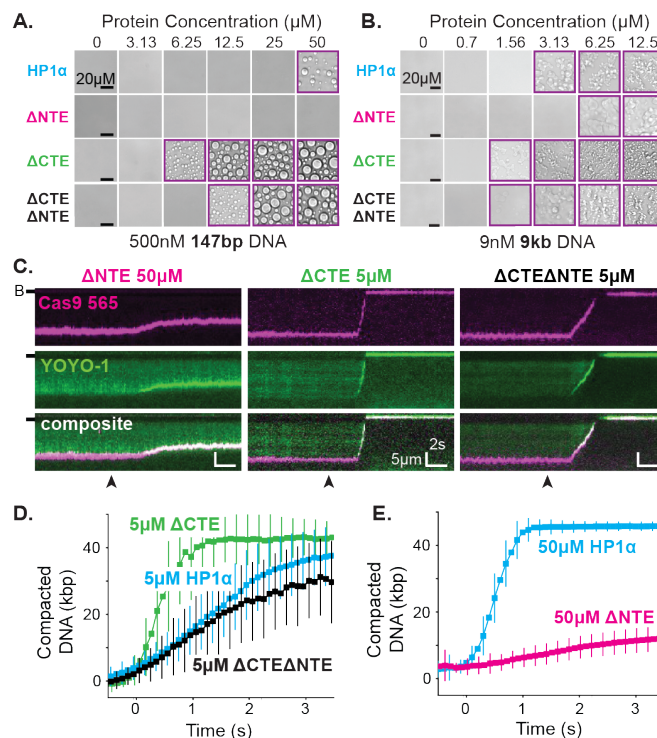 A.
Protein Concentration (μM)
0 3.13 6.25 12.5 25 50
HP1α
20μM
ΔNTE
ΔCTE
ΔCTE
ΔNTE
500nM 147bp DNA
B.
Protein Concentration (μM)
0 0.7 1.56 3.13 6.25 12.5
HP1α
20μM
ΔNTE
ΔCTE
ΔCTE
ΔNTE
9nM 9kb DNA
C.
ΔNTE 50μM
ΔCTE 5μM
ΔCTEΔNTE 5μM
B
Cas9 565
YOYO-1
composite
5μm
2s
D.
5μM ΔCTE
5μM HP1α
5μM ΔCTEΔNTE
Compacted
DNA (kbp)
40
20
0
0 1 2 3
Time (s)
E.
50μM HP1α
50μM ΔNTE
Compacted
DNA (kbp)
40
20
0
0 1 2 3
Time (s)